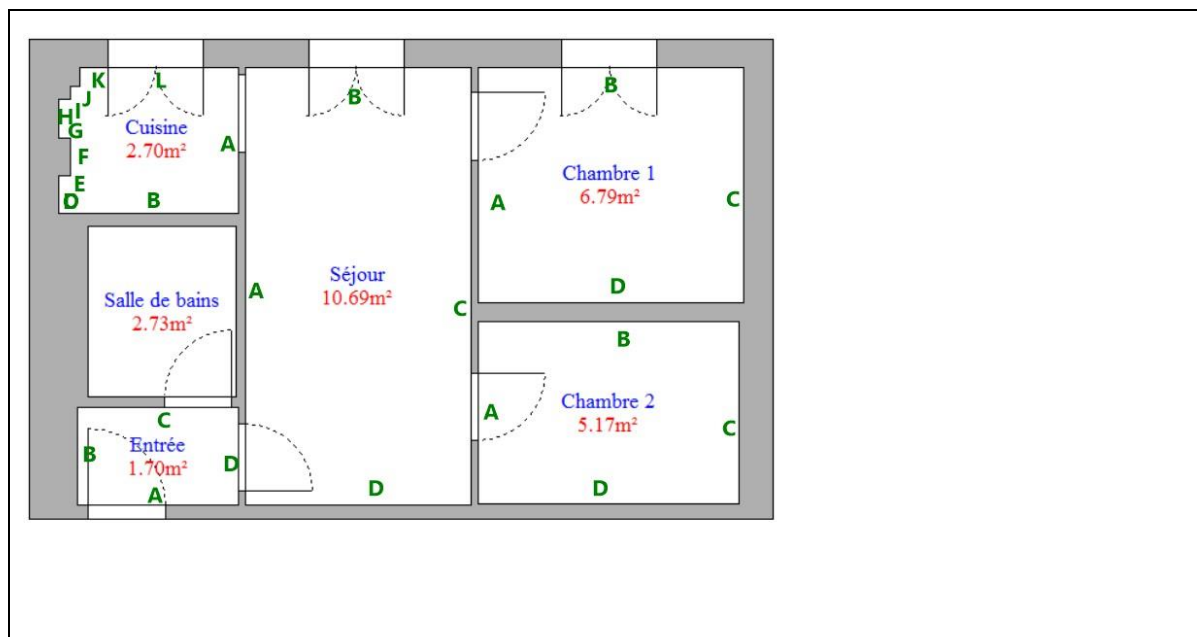 K L
J
H I
G
Cuisine
2.70m²
A
F
E
D B
B
B
Chambre 1
6.79m²
A
C
D
Séjour
10.69m²
A
C
D
Salle de bains
2.73m²
C
Entrée
B
1.70m²
D
A
B
Chambre 2
5.17m²
A
C
D